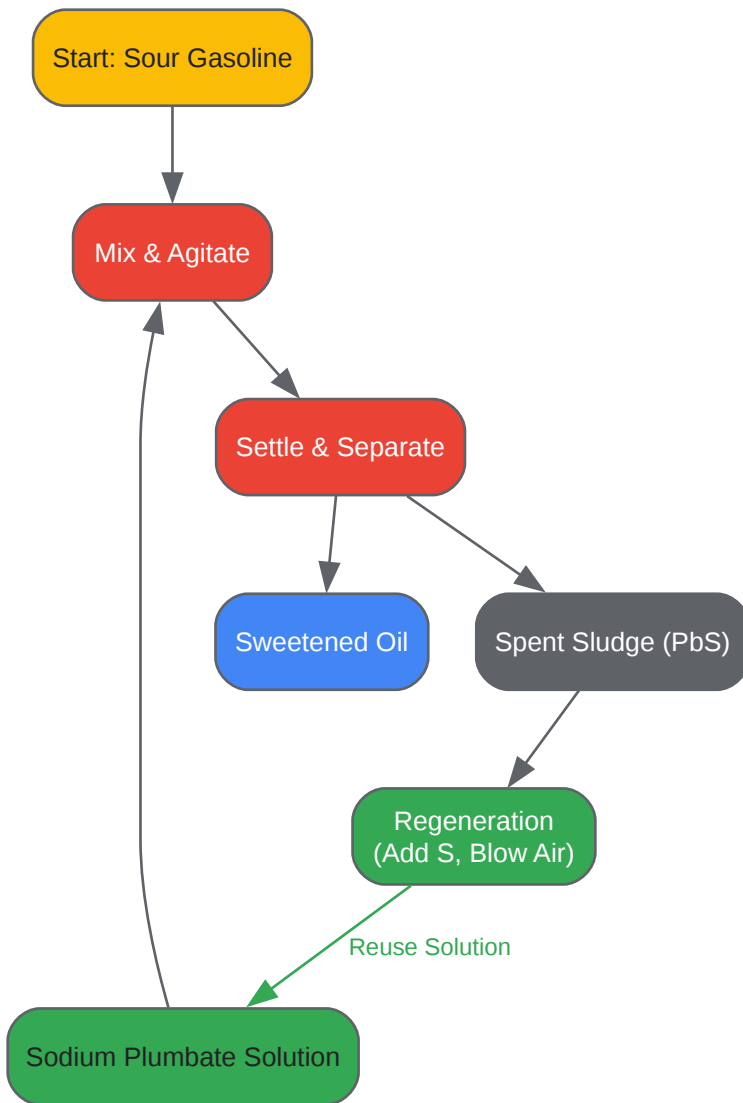 Start: Sour Gasoline
Mix & Agitate
Settle & Separate
Sweetened Oil
Spent Sludge (PbS)
Regeneration
(Add S, Blow Air)
Reuse Solution
Sodium Plumbate Solution